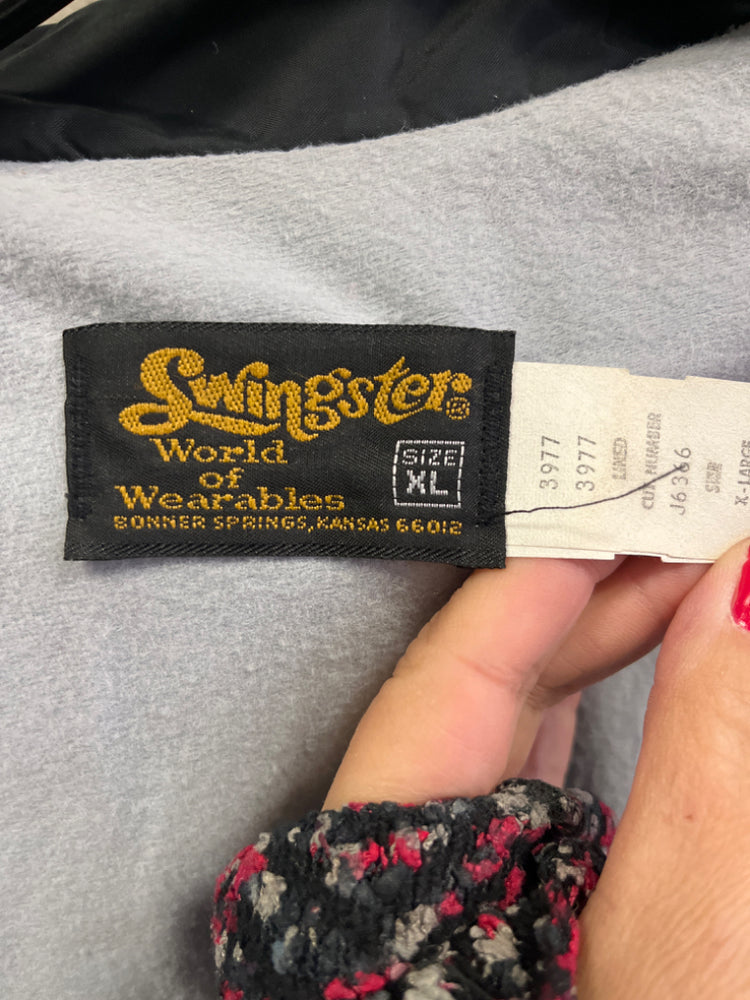 Swingster®
World
of
Wearables
BONNER SPRINGS, KANSAS 66012
SIZE
XL
3977
3977
LINED
CUT NUMBER
J6366
SIZE
X-LARGE